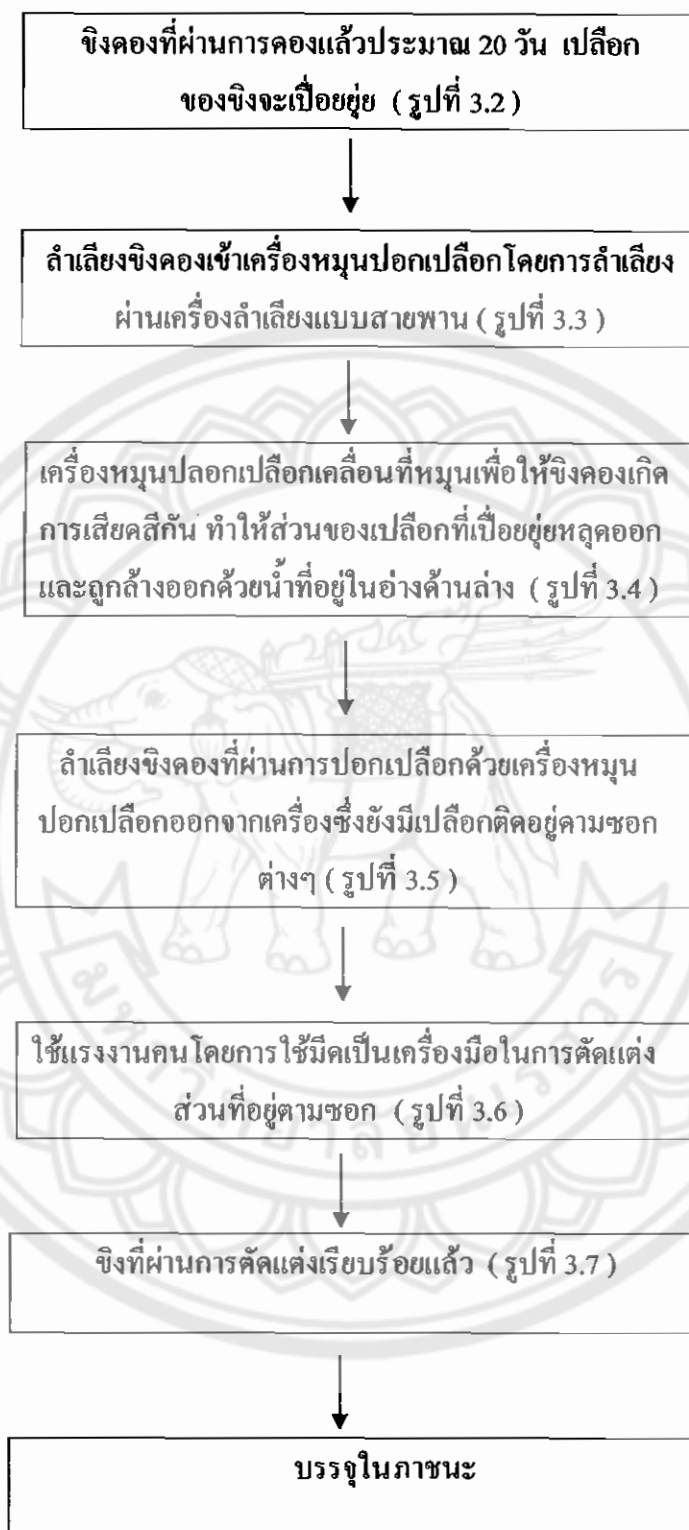 ขิงดองที่ผ่านการดองแล้วประมาณ 20 วัน เปลือก
ของขิงจะเปื่อยยุ่ย ( รูปที่ 3.2 )
ลำเลียงขิงดองเข้าเครื่องหมุนปอกเปลือกโดยการลำเลียง
ผ่านเครื่องลำเลียงแบบสายพาน ( รูปที่ 3.3 )
เครื่องหมุนปลอกเปลือกเคลื่อนที่หมุนเพื่อให้ขิงดองเกิด
การเสียดสีกัน ทำให้ส่วนของเปลือกที่เปื่อยยุ่ยหลุดออก
และถูกล้างออกด้วยน้ำที่อยู่ในอ่างด้านล่าง ( รูปที่ 3.4 )
ลำเลียงขิงดองที่ผ่านการปอกเปลือกด้วยเครื่องหมุน
ปอกเปลือกออกจากเครื่องซึ่งยังมีเปลือกติดอยู่ตามซอก
ต่างๆ ( รูปที่ 3.5 )
ใช้แรงงานคนโดยการใช้มีดเป็นเครื่องมือในการตัดแต่ง
ส่วนที่อยู่ตามซอก ( รูปที่ 3.6 )
มหาวิทยาลัยนเรศวร
ขิงที่ผ่านการตัดแต่งเรียบร้อยแล้ว ( รูปที่ 3.7 )
บรรจุในภาชนะ